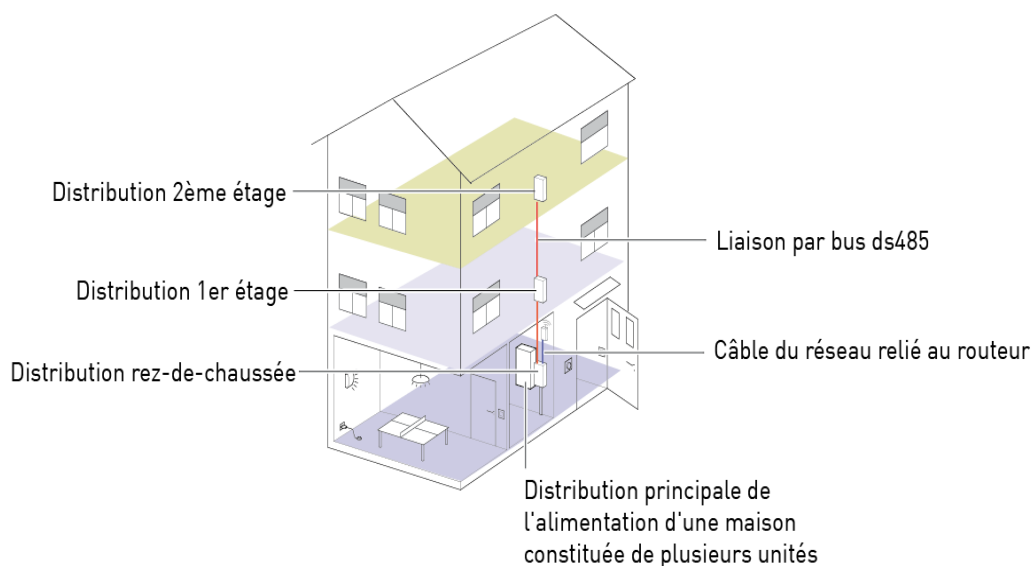 Distribution 2ème étage
Liaison par bus ds485
Distribution 1er étage
Câble du réseau relié au routeur
Distribution rez-de-chaussée
Distribution principale de
l'alimentation d'une maison
constituée de plusieurs unités